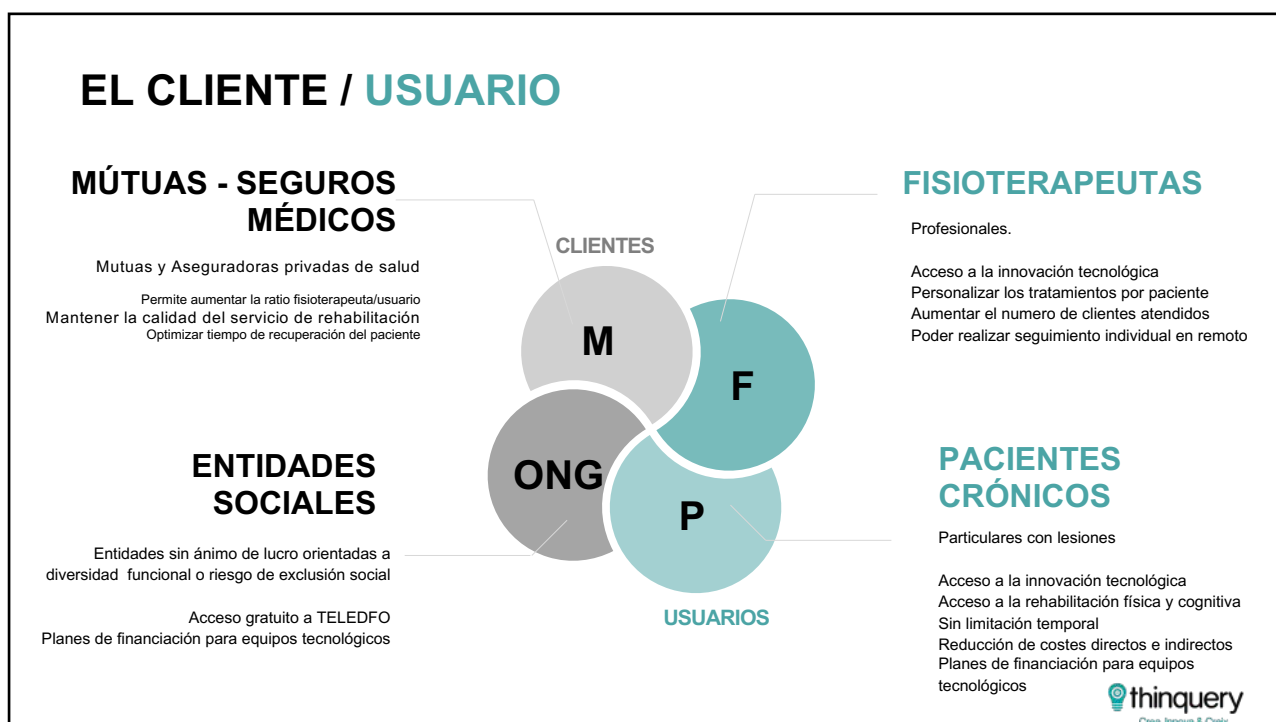 EL CLIENTE / USUARIO
MÚTUAS - SEGUROS
MÉDICOS
Mutuas y Aseguradoras privadas de salud
Permite aumentar la ratio fisioterapeuta/usuario
Mantener la calidad del servicio de rehabilitación
Optimizar tiempo de recuperación del paciente
ENTIDADES
SOCIALES
Entidades sin ánimo de lucro orientadas a
diversidad funcional o riesgo de exclusión social
Acceso gratuito a TELEDFO
Planes de financiación para equipos tecnológicos
CLIENTES
M
F
ONG
P
USUARIOS
FISIOTERAPEUTAS
Profesionales.
Acceso a la innovación tecnológica
Personalizar los tratamientos por paciente
Aumentar el numero de clientes atendidos
Poder realizar seguimiento individual en remoto
PACIENTES
CRÓNICOS
Particulares con lesiones
Acceso a la innovación tecnológica
Acceso a la rehabilitación física y cognitiva
Sin limitación temporal
Reducción de costes directos e indirectos
Planes de financiación para equipos
tecnológicos
thinquery
Crea, Innova & Creix